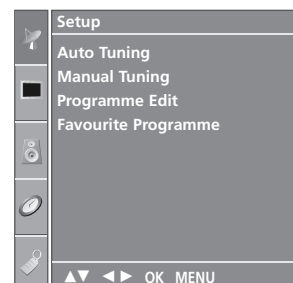 Setup
Auto Tuning
Manual Tuning
Programme Edit
Favourite Programme
▲▼ ◄► OK MENU